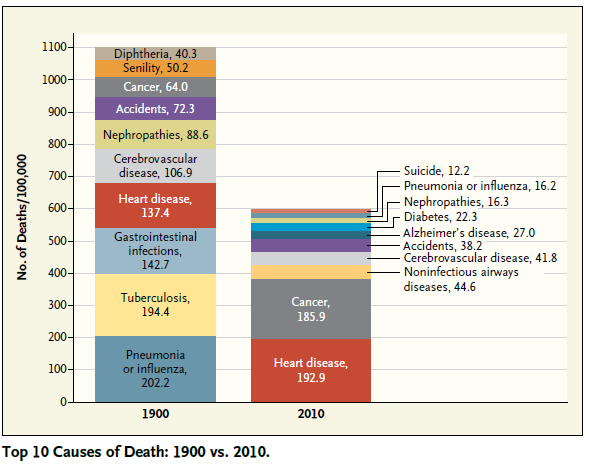 No. of Deaths/100,000
1100
1000
900
800
700
600
500
400
300
200
100
0
Diphtheria, 40.3
Senility, 50.2
Cancer, 64.0
Accidents, 72.3
Nephropathies, 88.6
Cerebrovascular
disease, 106.9
Heart disease,
137.4
Gastrointestinal
infections,
142.7
Tuberculosis,
194.4
Pneumonia
or influenza,
202.2
1900
Suicide, 12.2
Pneumonia or influenza, 16.2
Nephropathies, 16.3
Diabetes, 22.3
Alzheimer's disease, 27.0
Accidents, 38.2
Cerebrovascular disease, 41.8
Noninfectious airways
diseases, 44.6
Cancer,
185.9
Heart disease,
192.9
2010
Top 10 Causes of Death: 1900 vs. 2010.